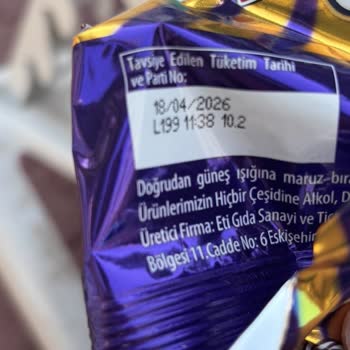 Tavsiye Edilen Tüketim Tarihi
ve Parti No:
18/04/2026
L199 11:38 10.2
Doğrudan güneş ışığına maruz
Ürünlerimizin Hiçbir Çeşidine Alkol,
Üretici Firma: Eti Gıda Sanayi ve
Bölgesi 11.Cadde No: 6 Eskişehir